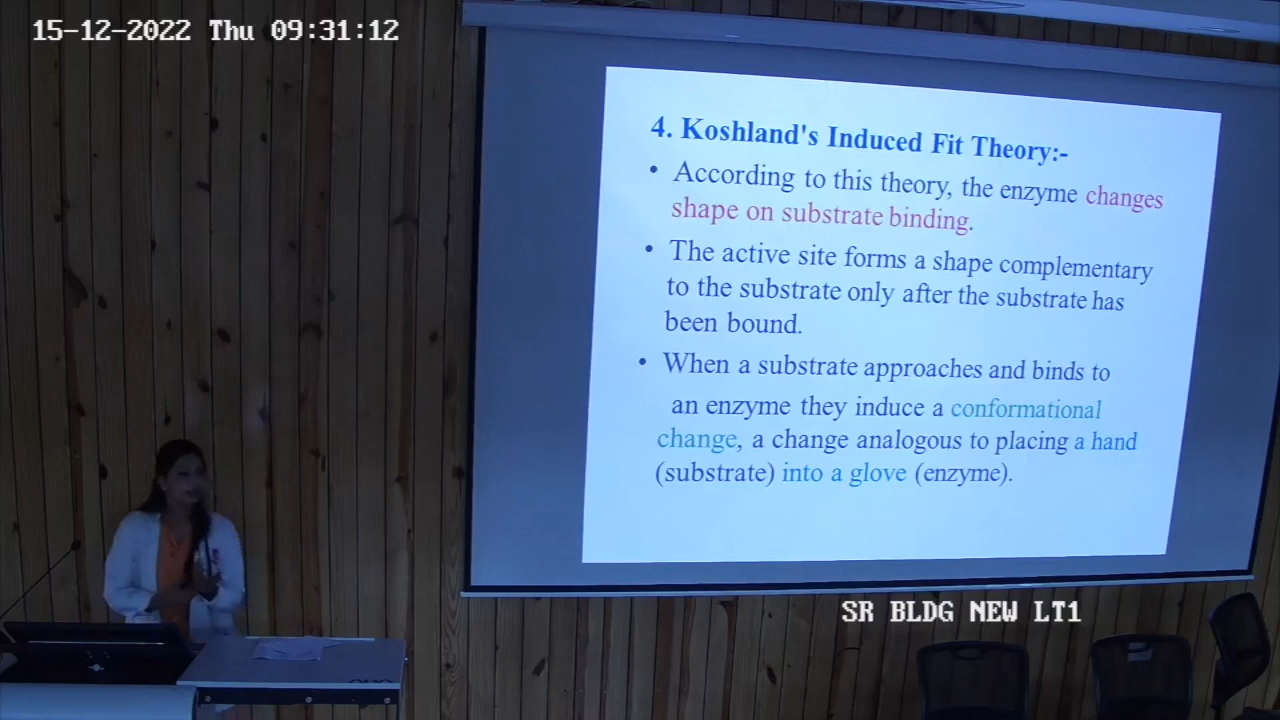 15-12-2022 Thu 09:31:12
4. Koshland's Induced Fit Theory:-
• According to this theory, the enzyme changes
shape on substrate binding.
• The active site forms a shape complementary
to the substrate only after the substrate has
been bound.
• When a substrate approaches and binds to
an enzyme they induce a conformational
change, a change analogous to placing a hand
(substrate) into a glove (enzyme).
SR BLDG NEW LT1